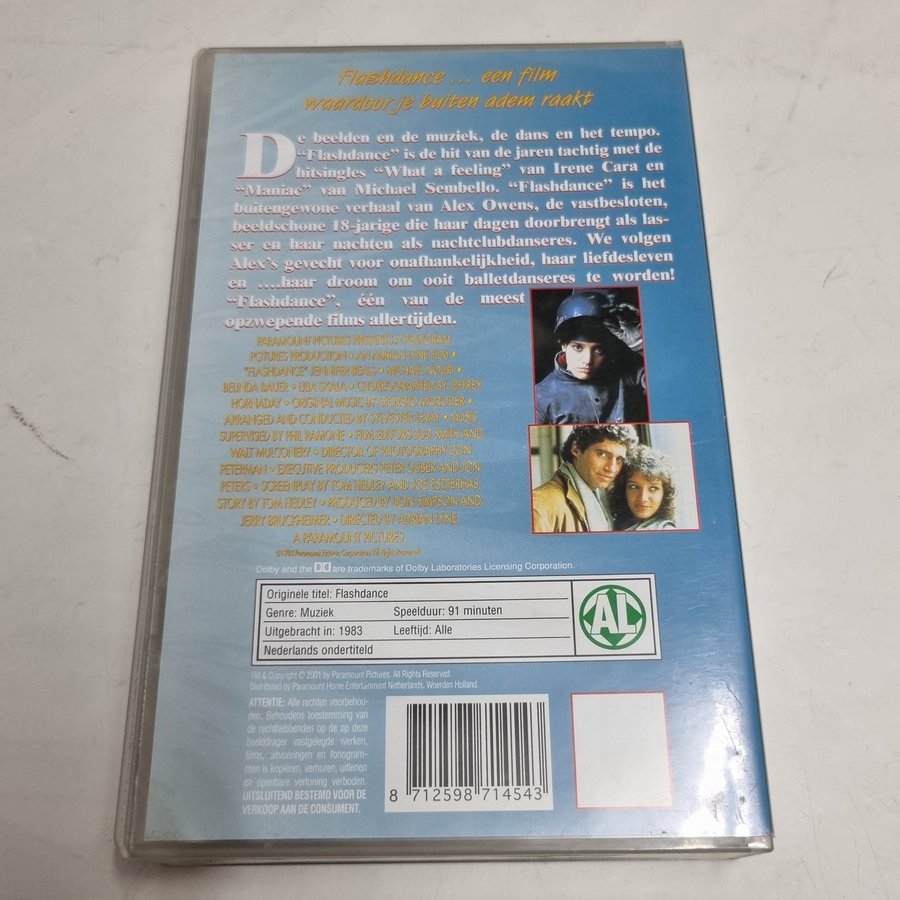 Flashdance ... een film
waardoor je buiten adem raakt
De beelden en de muziek, de dans en het tempo.
"Flashdance" is de hit van de jaren tachtig met de
hitsingles "What a feeling" van Irene Cara en
"Maniac" van Michael Sembello. "Flashdance" is het
buitengewone verhaal van Alex Owens, de vastbesloten,
beeldschone 18-jarige die haar dagen doorbrengt als las-
ser en haar nachten als nachtclubdanseres. We volgen
Alex's gevecht voor onafhankelijkheid, haar liefdesleven
en ....haar droom om ooit balletdanseres te worden!
"Flashdance", één van de meest
opzwepende films allertijden.
PARAMOUNT PICTURES PRESENTS A POLYGRAM
PCTURES PRODUCTION • AN ADRIAN LYNE FILM •
"FLASHDANCE" JENNIFER BEALS • MICHAEL NOURI •
BELINDA BAUER • LILIA SKALA • CHOREOGRAPHED BY JEFFREY
HORNADAY • ORIGINAL MUSIC BY GIORGIO MORODER •
ARRANGED AND CONDUCTED BY SYLVESTER LEVAY • MUSIC
SUPERVISED BY PHIL RAMONE • FILM EDITORS BUD SMITH AND
WALT MULCONERY • DIRECTOR OF PHOTOGRAPHY DON
PETERMAN • EXECUTIVE PRODUCERS PETER GUBER AND JON
PETERS • SCREENPLAY BY TOM HEDLEY AND JOE ESZTERHAS
STORY BY TOM HEDLEY • PRODUCED BY DON SIMPSON AND
JERRY BRUCKHEIMER • DIRECTED BY ADRIAN LYNE
A PARAMOUNT PICTURES
©1983 Paramount Pictures Corporation. All Rights Reserved.
Dolby and the DD are trademarks of Dolby Laboratories Licensing Corporation.
Originele titel: Flashdance
Genre: Muziek Speelduur: 91 minuten
Uitgebracht in: 1983 Leeftijd: Alle
Nederlands ondertiteld
AL
TM & Copyright © 2001 by Paramount Pictures. All Rights Reserved.
Distributed by Paramount Home Entertainment Netherlands, Woerden Holland.
ATTENTIE: Alle rechten voorbehou-
den. Behoudens toestemming van
de rechthebbenden op de op deze
beelddrager vastgelegde werken,
films, uitvoeringen en fonogram-
men is kopiëren, verhuren, uitlenen
en openbare vertoning verboden.
UITSLUITEND BESTEMD VOOR DE
VERKOOP AAN DE CONSUMENT.
8 712598 714543